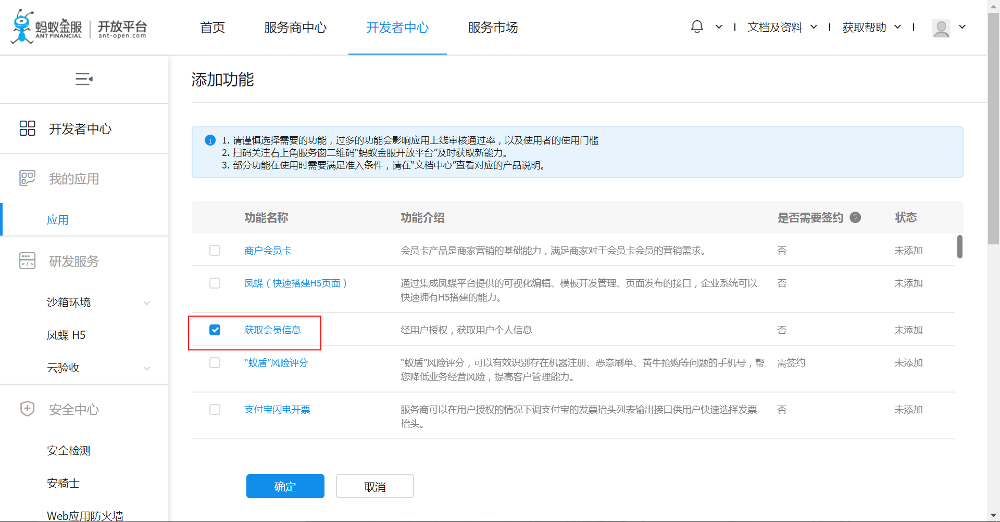 蚂蚁金服
ANT FINANCIAL
开放平台
ant-open.com
首页
服务商中心
开发者中心
服务市场
文档及资料
获取帮助
开发者中心
我的应用
应用
研发服务
沙箱环境
凤蝶 H5
云验收
安全中心
安全检测
安骑士
Web应用防火墙
添加功能
1. 请谨慎选择需要的功能，过多的功能会影响应用上线审核通过率，以及使用者的使用门槛
2. 扫码关注右上角服务窗二维码“蚂蚁金服开放平台”及时获取新能力。
3. 部分功能在使用时需要满足准入条件，请在“文档中心”查看对应的产品说明。
功能名称 功能介绍 是否需要签约 ? 状态
商户会员卡 会员卡产品是商家营销的基础能力，满足商家对于会员卡会员的营销需求。 否 未添加
凤蝶（快速搭建H5页面） 通过集成凤蝶平台提供的可视化编辑、模板开发管理、页面发布的接口，企业系统可以 否 未添加
快速拥有H5搭建的能力。
获取会员信息 经用户授权，获取用户个人信息 否 未添加
“蚁盾”风险评分 “蚁盾”风险评分，可以有效识别存在机器注册、恶意刷单、黄牛抢购等问题的手机号，帮 需签约 未添加
您降低业务经营风险，提高客户管理能力。
支付宝闪电开票 服务商可以在用户授权的情况下调支付宝的发票抬头列表输出接口供用户快速选择发票 否 未添加
抬头。
确定 取消